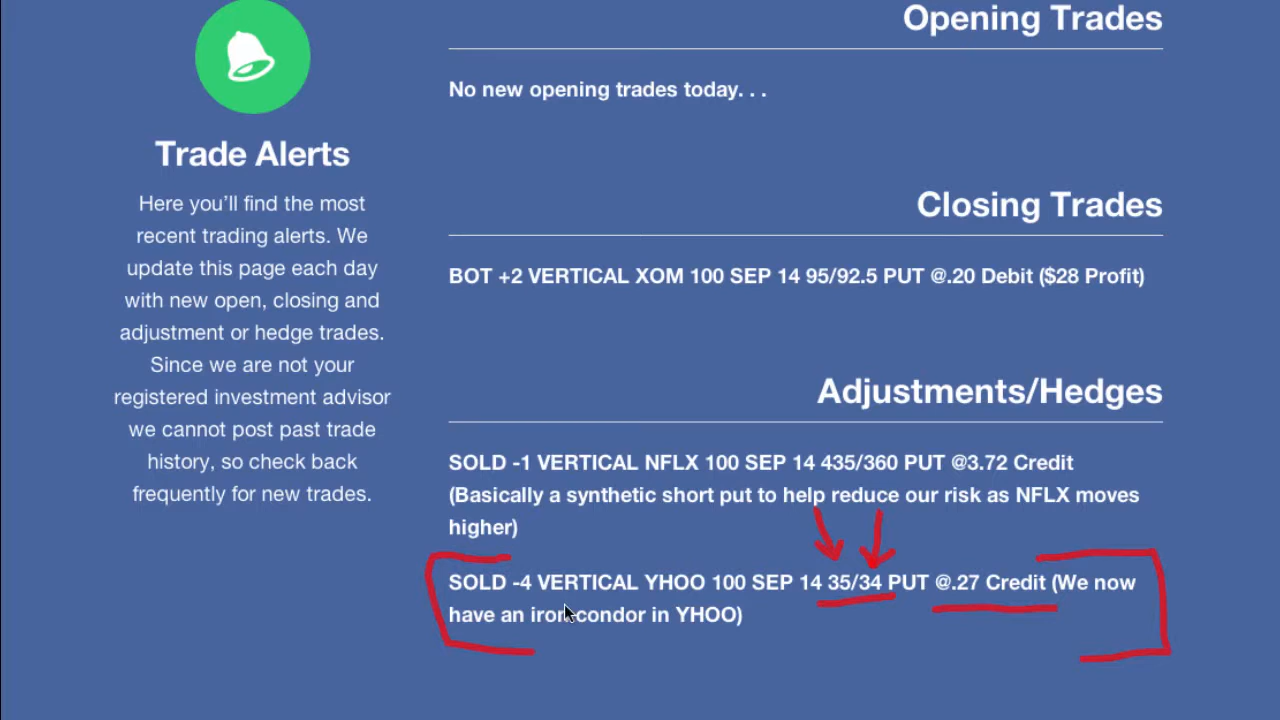 Trade Alerts
Here you’ll find the most
recent trading alerts. We
update this page each day
with new open, closing and
adjustment or hedge trades.
Since we are not your
registered investment advisor
we cannot post past trade
history, so check back
frequently for new trades.
Opening Trades
No new opening trades today. . .
Closing Trades
BOT +2 VERTICAL XOM 100 SEP 14 95/92.5 PUT @.20 Debit ($28 Profit)
Adjustments/Hedges
SOLD -1 VERTICAL NFLX 100 SEP 14 435/360 PUT @3.72 Credit
(Basically a synthetic short put to help reduce our risk as NFLX moves
higher)
SOLD -4 VERTICAL YHOO 100 SEP 14 35/34 PUT @.27 Credit (We now
have an iron condor in YHOO)